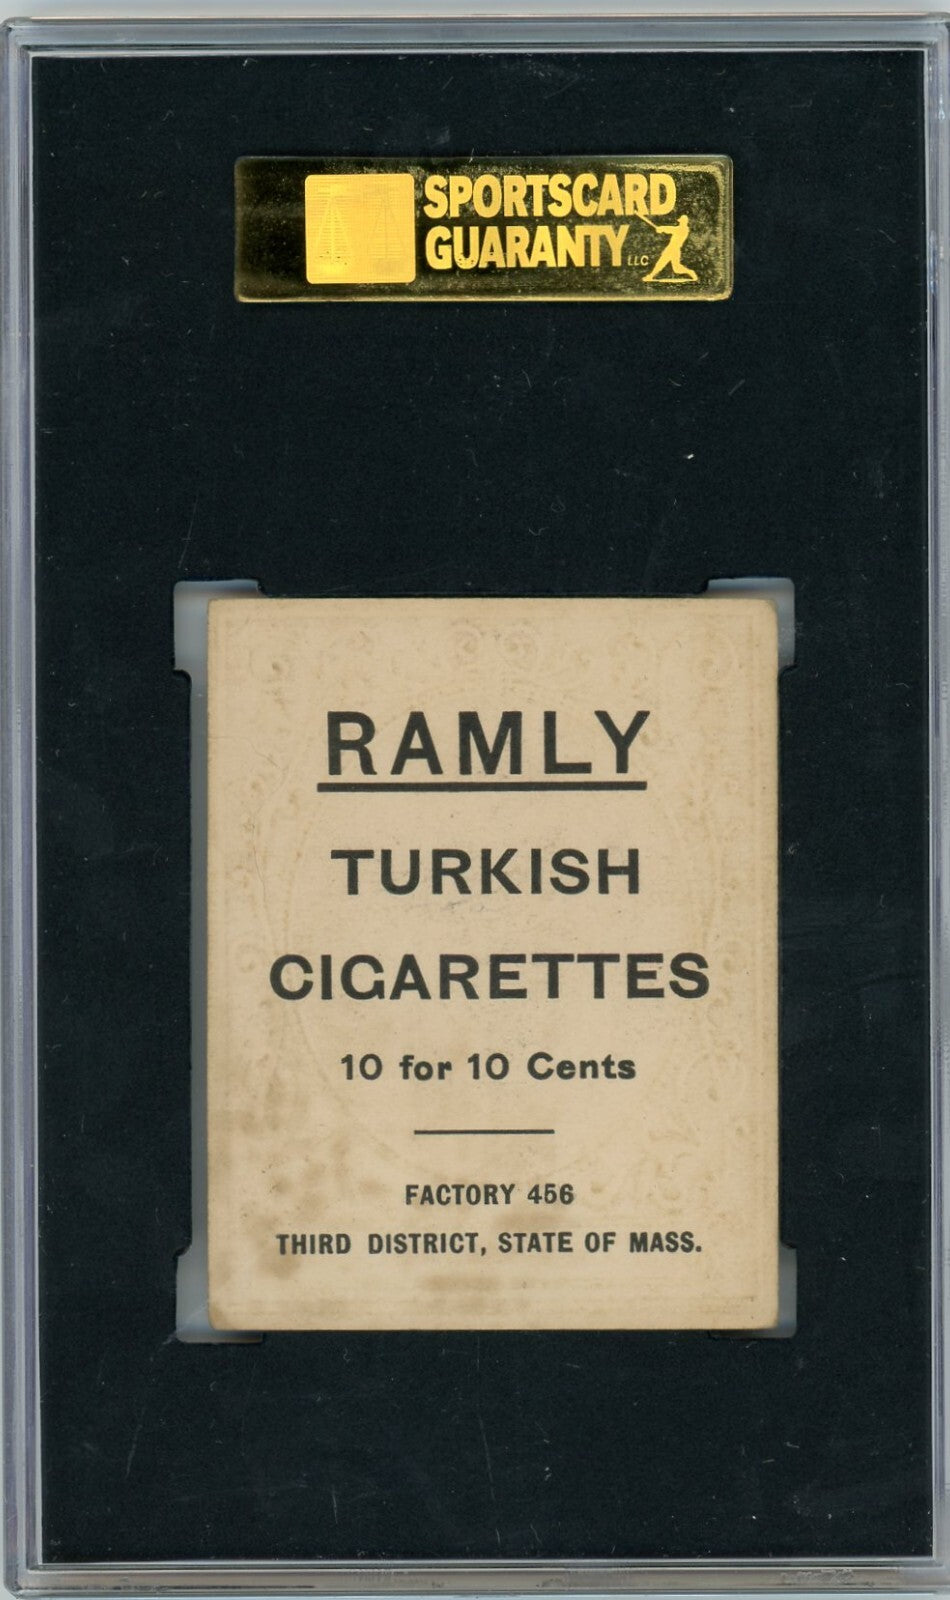 SPORTSCARD
GUARANTY LLC
RAMLY
TURKISH
CIGARETTES
10 for 10 Cents
FACTORY 456
THIRD DISTRICT, STATE OF MASS.